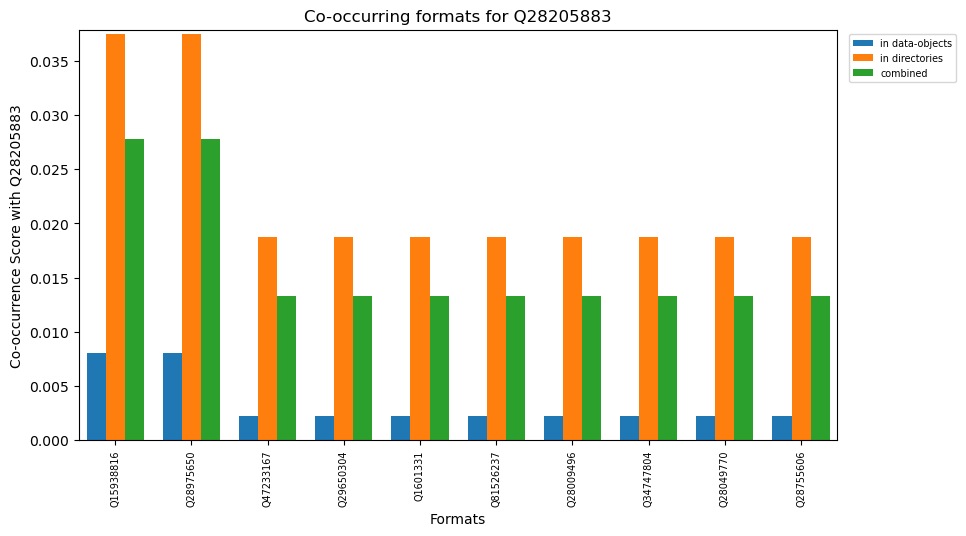 Co-occurring formats for Q28205883
Co-occurrence Score with Q28205883
0.035
0.030
0.025
0.020
0.015
0.010
0.005
0.000
Q15938816
Q28975650
Q47233167
Q29650304
Q1601331
Q81526237
Q28009496
Q34747804
Q28049770
Q28755606
Formats
in data-objects
in directories
combined